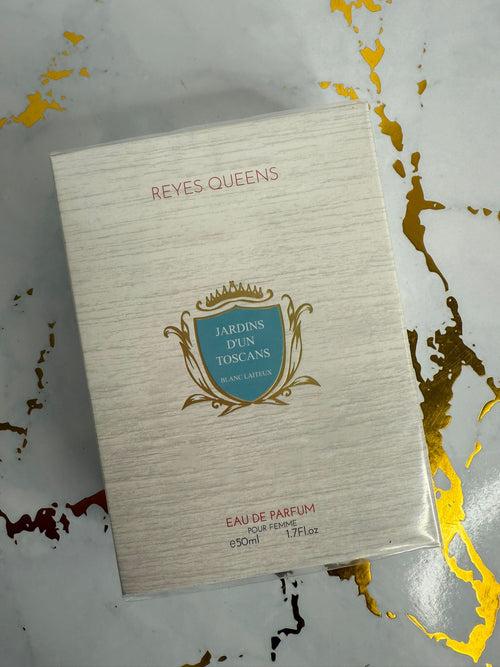 REYES QUEENS
JARDINS
D'UN
TOSCANS
BLANC LAITEUX
EAU DE PARFUM
POUR FEMME
e50ml 1.7Fl.oz